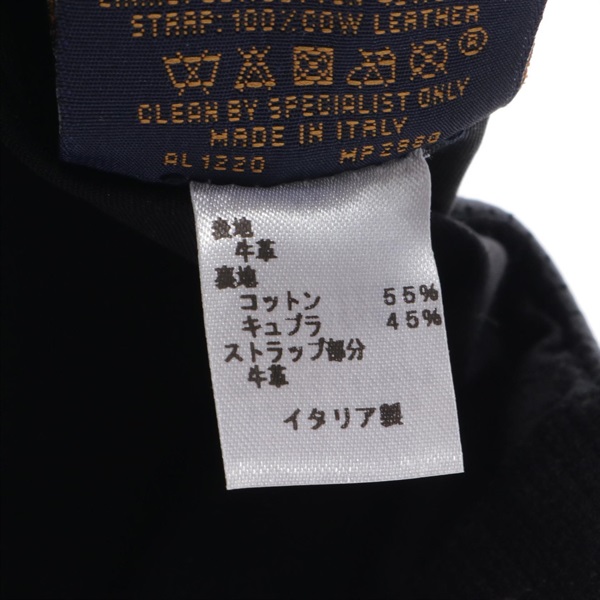 STRAP: 100% COW LEATHER
®
CLEAN BY SPECIALIST ONLY
MADE IN ITALY
AL1220 MP2889
表地
牛革
裏地
コットン 55%
キュプラ 45%
ストラップ部分
牛革
イタリア製